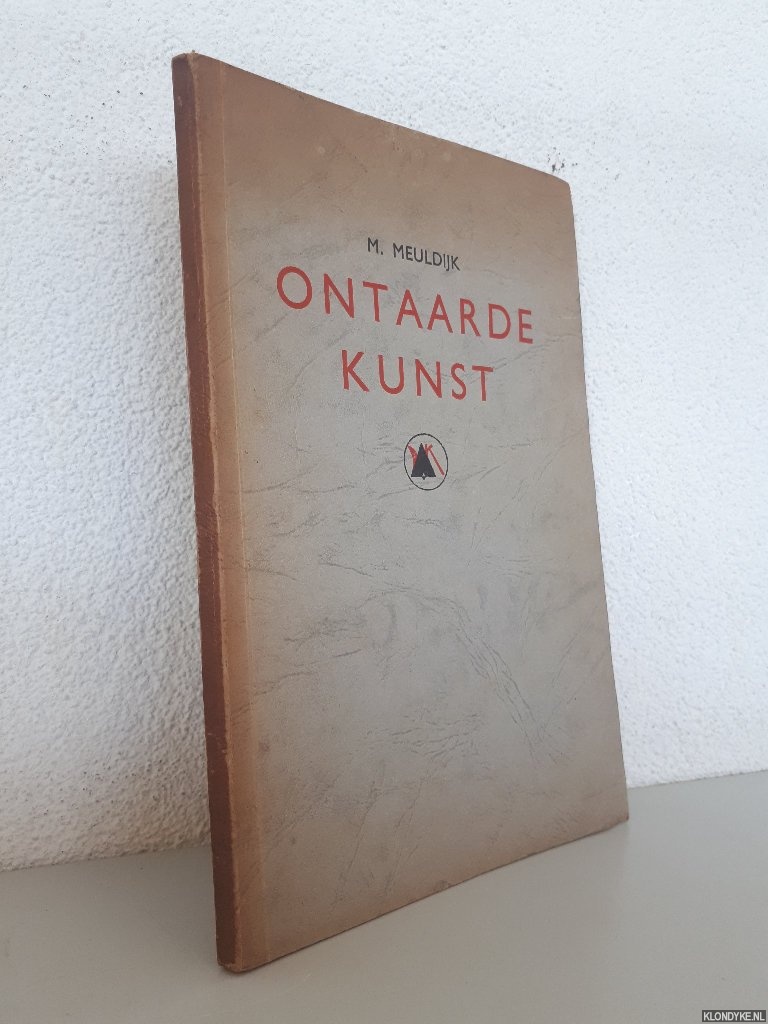 M. MEULDIJK
ONTAARDE
KUNST
KLONDYKE.NL